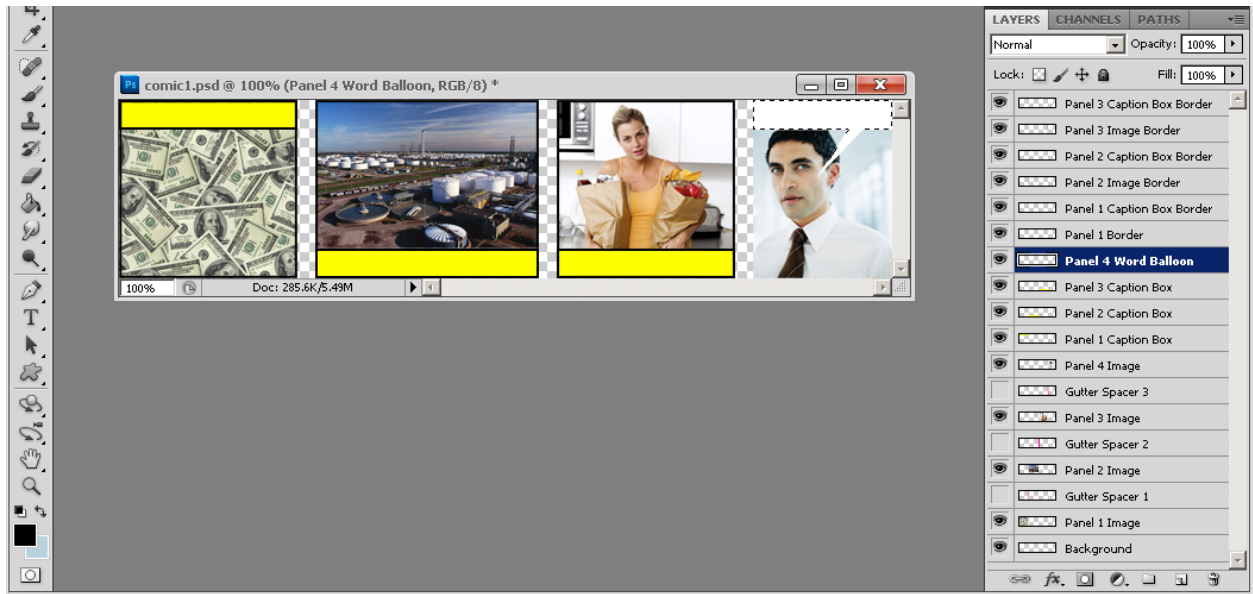 LAYERS CHANNELS PATHS
Normal Opacity: 100%
Lock: Fill: 100%
Ps comic1.psd @ 100% (Panel 4 Word Balloon, RGB/8) *
100% Doc: 285.6K/5.49M
Panel 3 Caption Box Border
Panel 3 Image Border
Panel 2 Caption Box Border
Panel 2 Image Border
Panel 1 Caption Box Border
Panel 1 Border
Panel 4 Word Balloon
Panel 3 Caption Box
Panel 2 Caption Box
Panel 1 Caption Box
Panel 4 Image
Gutter Spacer 3
Panel 3 Image
Gutter Spacer 2
Panel 2 Image
Gutter Spacer 1
Panel 1 Image
Background
fx.